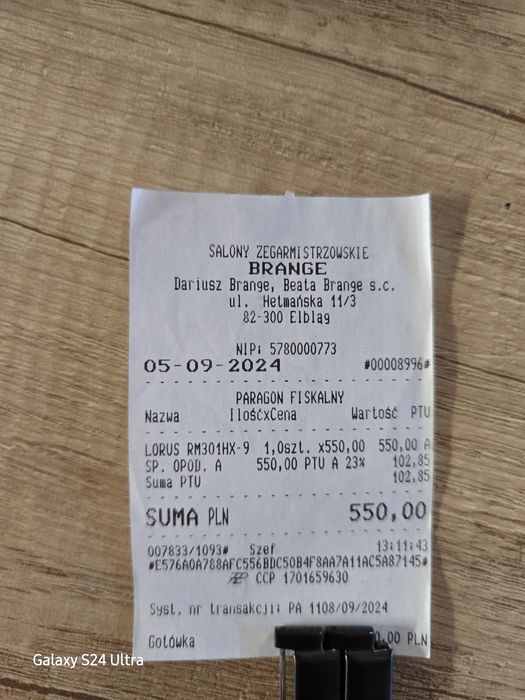 SALONY ZEGARMISTRZOWSKIE
BRANGE
Dariusz Brange, Beata Brange s.c.
ul. Hetmańska 11/3
82-300 Elbląg
NIP: 5780000773
05-09-2024 #00008996#
PARAGON FISKALNY
Nazwa IlośćxCena Wartość PTU
LORUS RM301HX-9 1,0szt. x550,00 550,00 A
SP. OPOD. A 550,00 PTU A 23% 102,85
Suma PTU 102,85
SUMA PLN 550,00
007833/1093# Szef 13:11:43
#E576A0A788AFC556BDC50B4F8AA7A11AC5A87145#
CCP 1701659630
Syst. nr transakcji: PA 1108/09/2024
Gotówka 0,00 PLN
Galaxy S24 Ultra